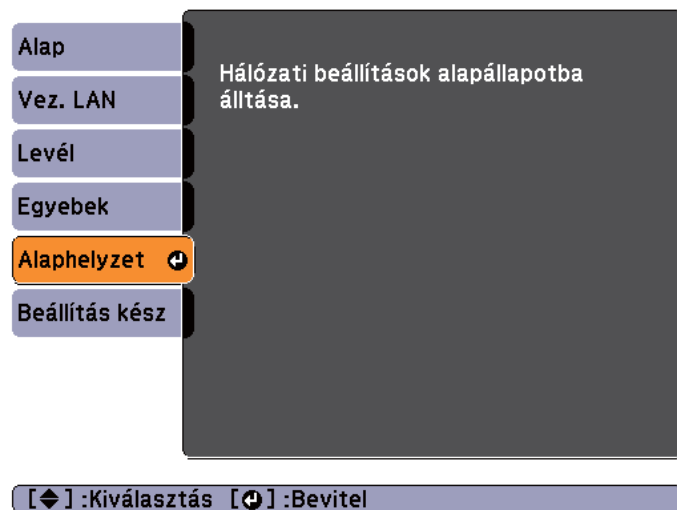 Alap
Vez. LAN
Levél
Egyebek
Alaphelyzet
Beállítás kész
Hálózati beállítások alapállapotba
álltása.
[◆] :Kiválasztás [⏎] :Bevitel